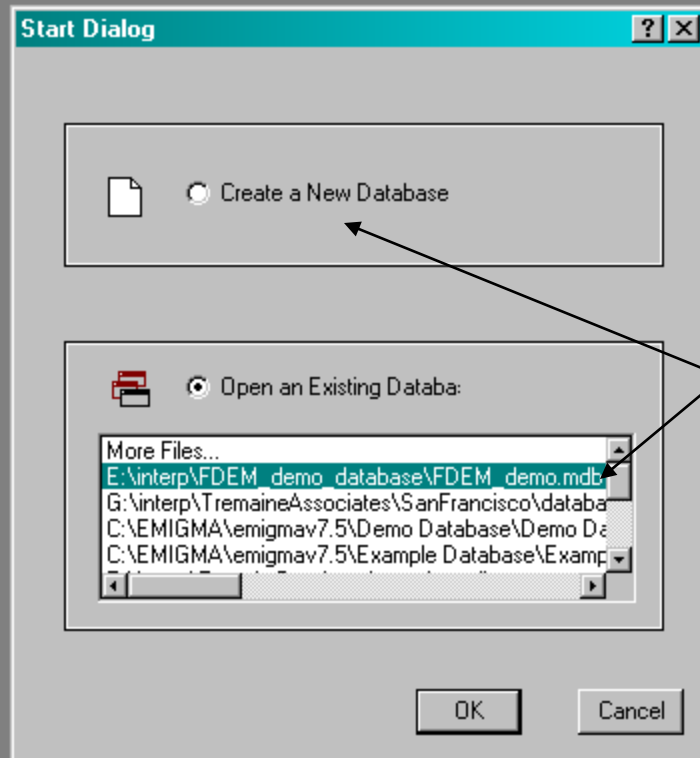 Start Dialog
Create a New Database
Open an Existing Databa:
More Files...
E:\interp\FDEM_demo_database\FDEM_demo.mdb
G:\interp\TremaineAssociates\SanFrancisco\databa
C:\EMIGMA\emigmav7.5\Demo Database\Demo Da
C:\EMIGMA\emigmav7.5\Example Database\Examp
OK
Cancel